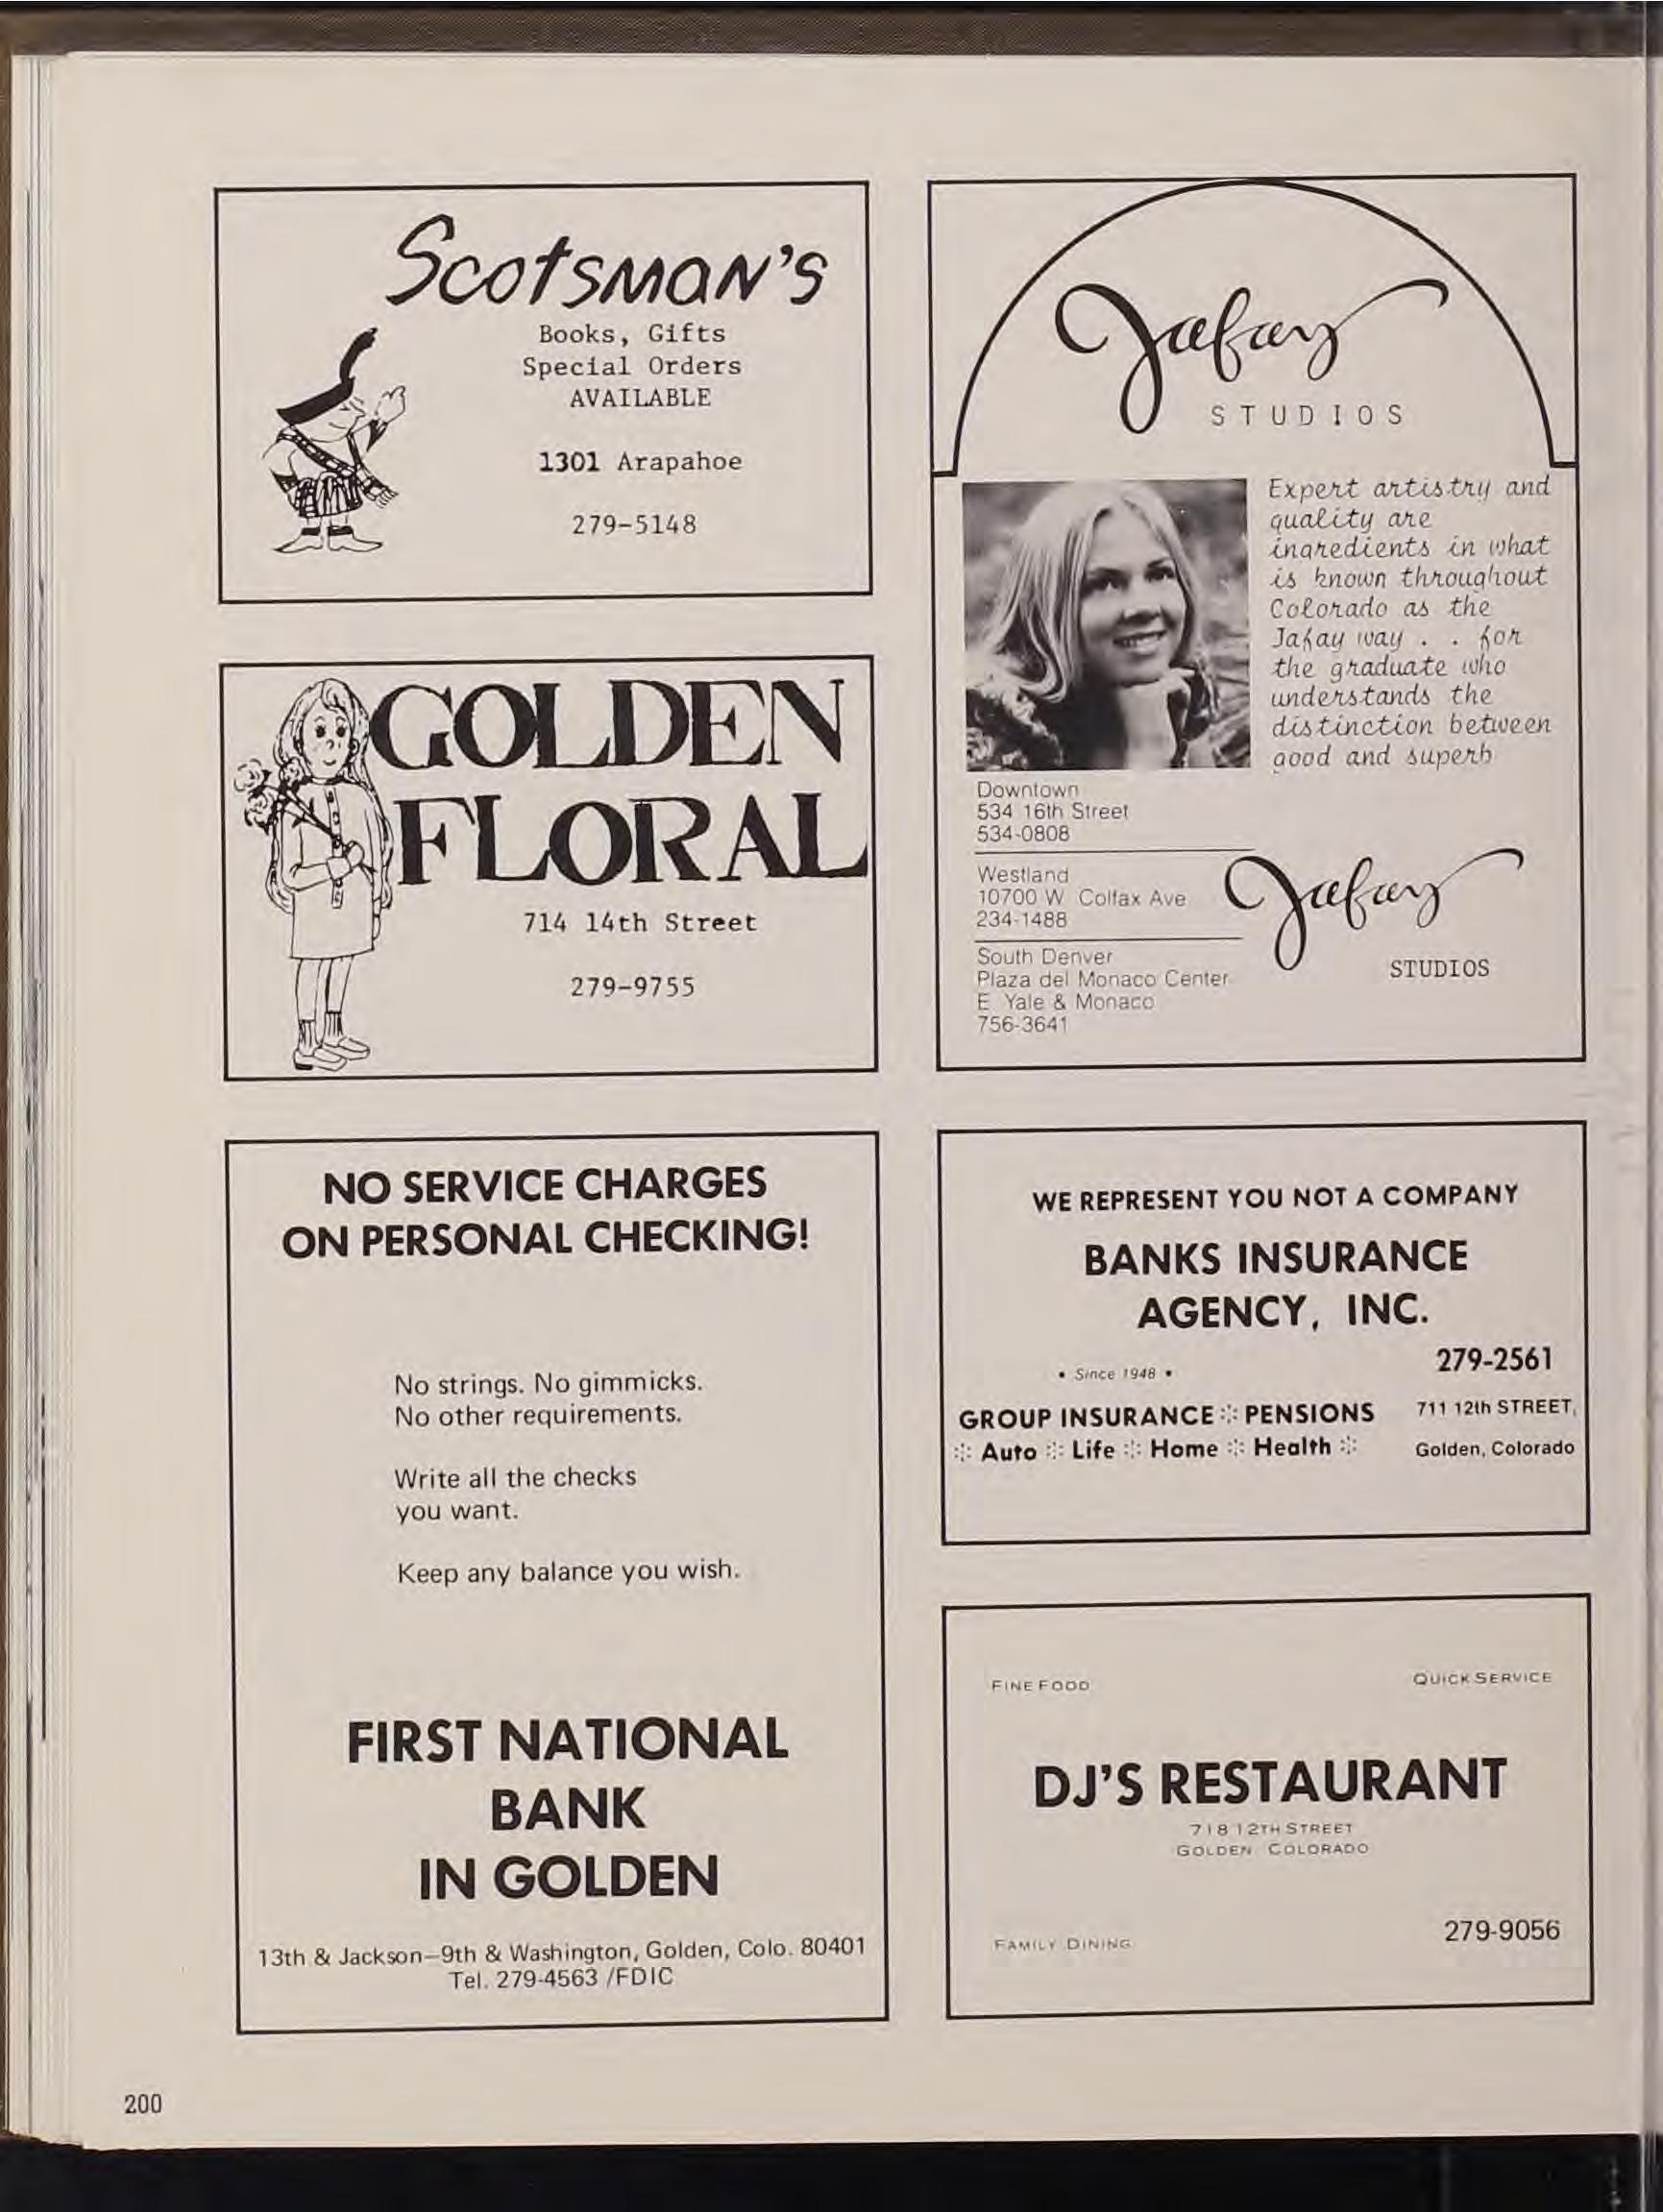 Scotsman's
Books, Gifts
Special Orders
AVAILABLE
1301 Arapahoe
279-5148
GOLDEN
FLORAL
714 14th Street
279-9755
NO SERVICE CHARGES
ON PERSONAL CHECKING!
No strings. No gimmicks.
No other requirements.
Write all the checks
you want.
Keep any balance you wish.
FIRST NATIONAL
BANK
IN GOLDEN
13th & Jackson—9th & Washington, Golden, Colo. 80401
Tel. 279-4563 /FDIC
Jafay
STUDIOS
Expert artistry and
quality are
ingredients in what
is known throughout
Colorado as the
Jafay way . . for
the graduate who
understands the
distinction between
good and superb
Downtown
534 16th Street
534-0808
Westland
10700 W Colfax Ave
234-1488
South Denver
Plaza del Monaco Center
E Yale & Monaco
756-3641
Jafay
STUDIOS
WE REPRESENT YOU NOT A COMPANY
BANKS INSURANCE
AGENCY, INC.
• Since 1948 •
279-2561
GROUP INSURANCE PENSIONS
711 12th STREET,
Auto Life Home Health
Golden, Colorado
FINE FOOD
QUICK SERVICE
DJ'S RESTAURANT
718 12TH STREET
GOLDEN COLORADO
FAMILY DINING
279-9056
200